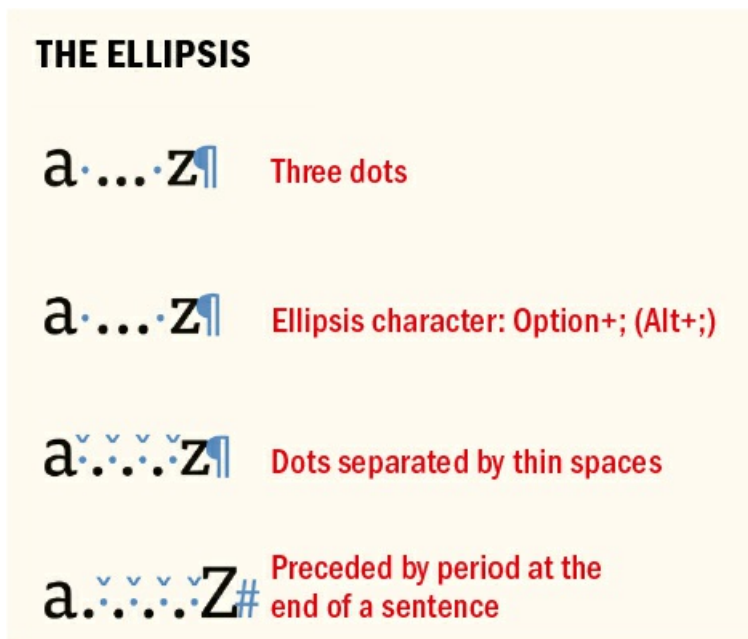 THE ELLIPSIS
a·...·z¶ Three dots
a·…·z¶ Ellipsis character: Option+; (Alt+;)
a . . . z¶ Dots separated by thin spaces
a. . . . Z# Preceded by period at the
end of a sentence